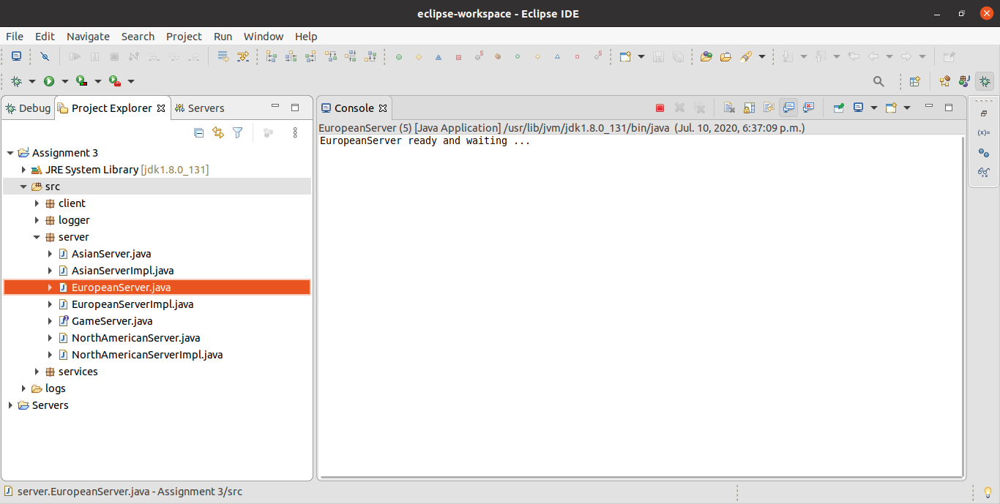 eclipse-workspace - Eclipse IDE
File Edit Navigate Search Project Run Window Help
Debug Project Explorer Servers
Console
EuropeanServer (5) [Java Application] /usr/lib/jvm/jdk1.8.0_131/bin/java (Jul. 10, 2020, 6:37:09 p.m.)
EuropeanServer ready and waiting ...
Assignment 3
JRE System Library [jdk1.8.0_131]
src
client
logger
server
AsianServer.java
AsianServerImpl.java
EuropeanServer.java
EuropeanServerImpl.java
GameServer.java
NorthAmericanServer.java
NorthAmericanServerImpl.java
services
logs
Servers
(x)=
server.EuropeanServer.java - Assignment 3/src